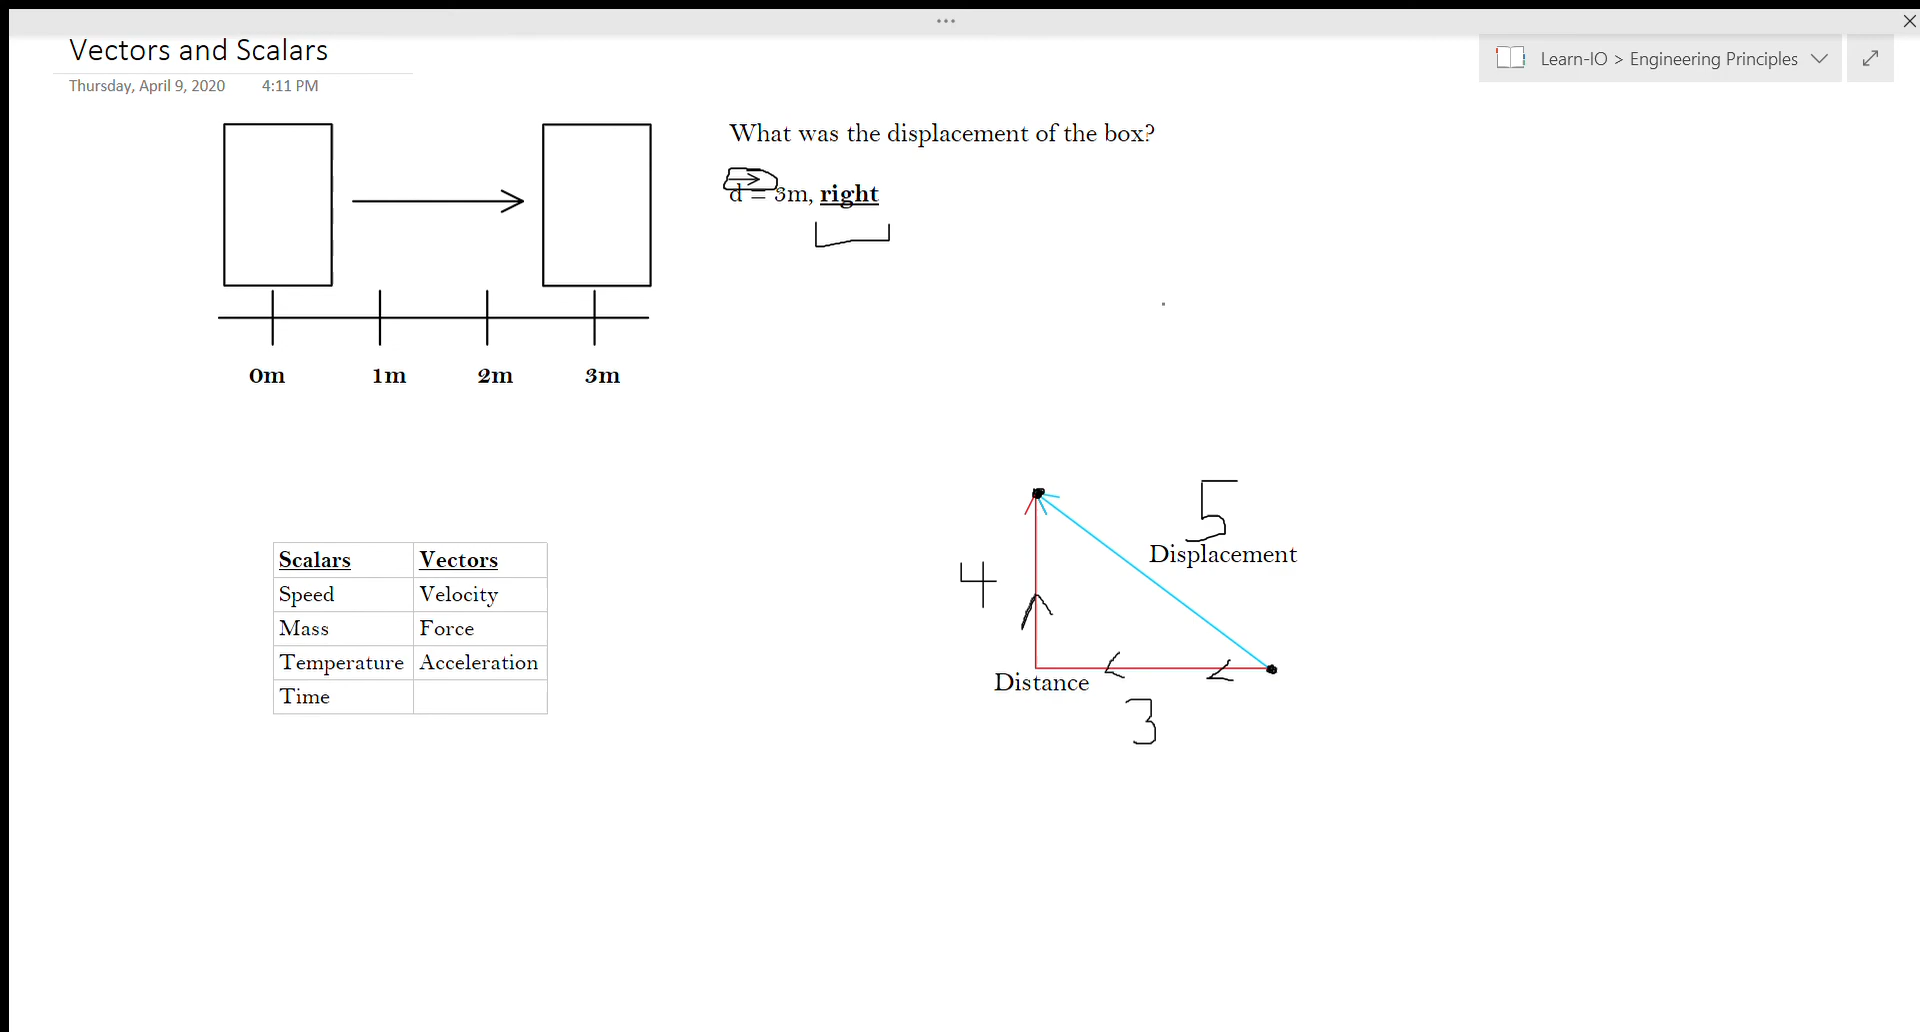 Vectors and Scalars
Thursday, April 9, 2020 4:11 PM
Learn-IO > Engineering Principles
What was the displacement of the box?
d = 3m, right
0m 1m 2m 3m
5
Displacement
4
Distance
3
Scalars Vectors
Speed Velocity
Mass Force
Temperature Acceleration
Time